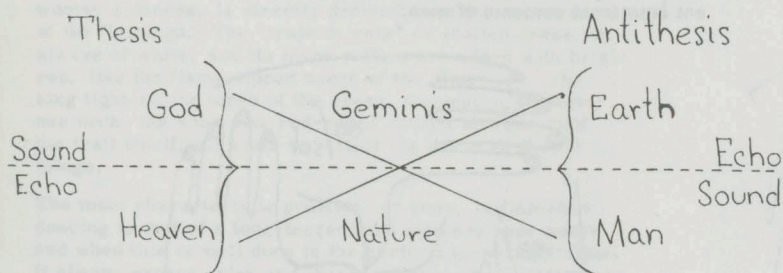 Thesis Antithesis
God Geminis Earth
Sound Echo
Echo Sound
Heaven Nature Man